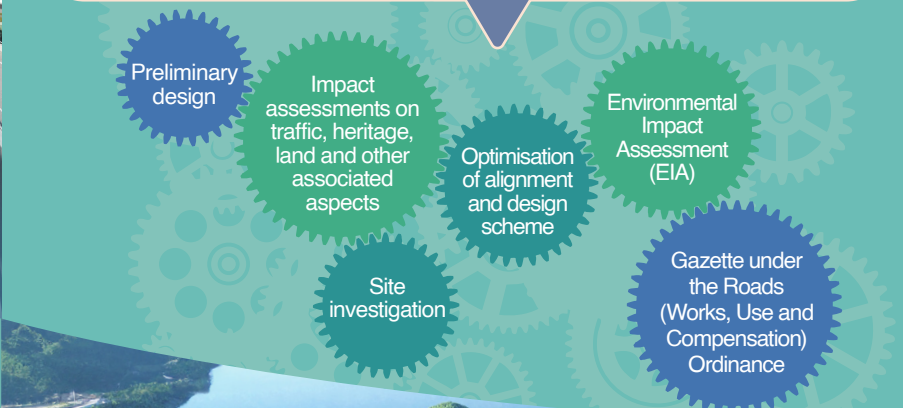 Preliminary
design
Impact
assessments on
traffic, heritage,
land and other
associated
aspects
Optimisation
of alignment
and design
scheme
Environmental
Impact
Assessment
(EIA)
Site
investigation
Gazette under
the Roads
(Works, Use and
Compensation)
Ordinance